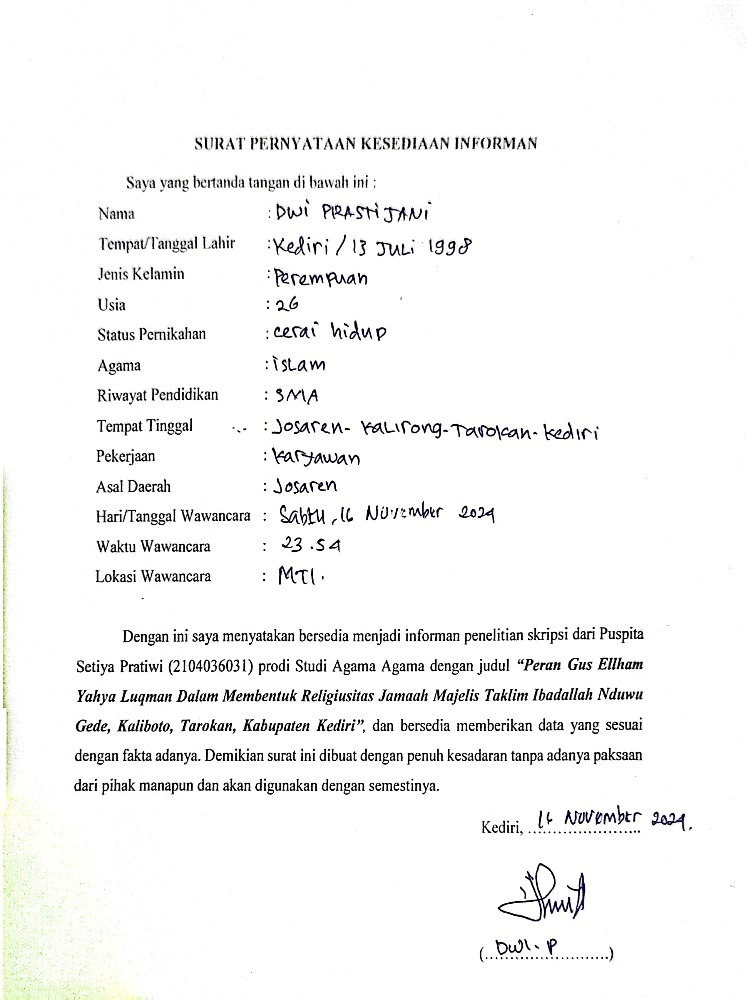 SURAT PERNYATAAN KESEDIAAN INFORMAN
Saya yang bertanda tangan di bawah ini :
Nama : DWi PIRASTIJANi
Tempat/Tanggal Lahir : Kediri / 13 JULi 1998
Jenis Kelamin : Perempuan
Usia : 26
Status Pernikahan : cerai hidup
Agama : isLam
Riwayat Pendidikan : SMA
Tempat Tinggal : Josaren- KaLirong-Tarokan-kediri
Pekerjaan : Karyawan
Asal Daerah : Josaren
Hari/Tanggal Wawancara : Sabtu, 16 November 2024
Waktu Wawancara : 23.54
Lokasi Wawancara : MTI.
Dengan ini saya menyatakan bersedia menjadi informan penelitian skripsi dari Puspita
Setiya Pratiwi (2104036031) prodi Studi Agama Agama dengan judul “Peran Gus Ellham
Yahya Luqman Dalam Membentuk Religiusitas Jamaah Majelis Taklim Ibadallah Nduwu
Gede, Kaliboto, Tarokan, Kabupaten Kediri”, dan bersedia memberikan data yang sesuai
dengan fakta adanya. Demikian surat ini dibuat dengan penuh kesadaran tanpa adanya paksaan
dari pihak manapun dan akan digunakan dengan semestinya.
Kediri, 16 November 2024.
(DWI. P)